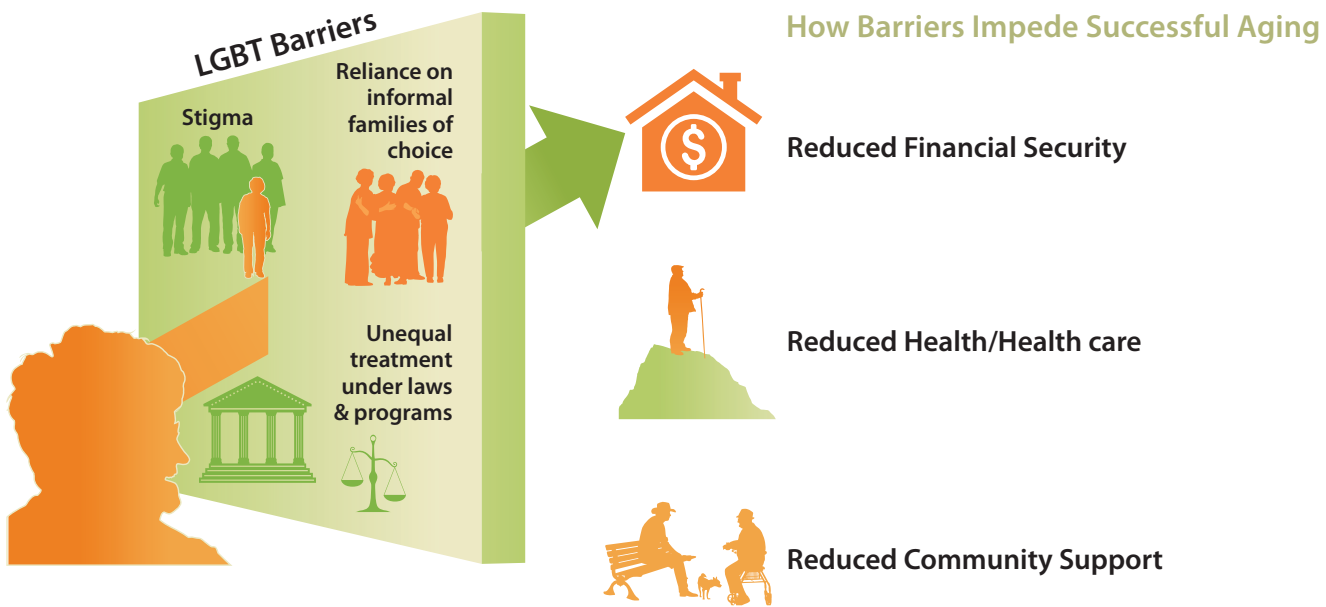 LGBT Barriers
Stigma
Reliance on
informal
families of
choice
Unequal
treatment
under laws
& programs
How Barriers Impede Successful Aging
$
Reduced Financial Security
Reduced Health/Health care
Reduced Community Support